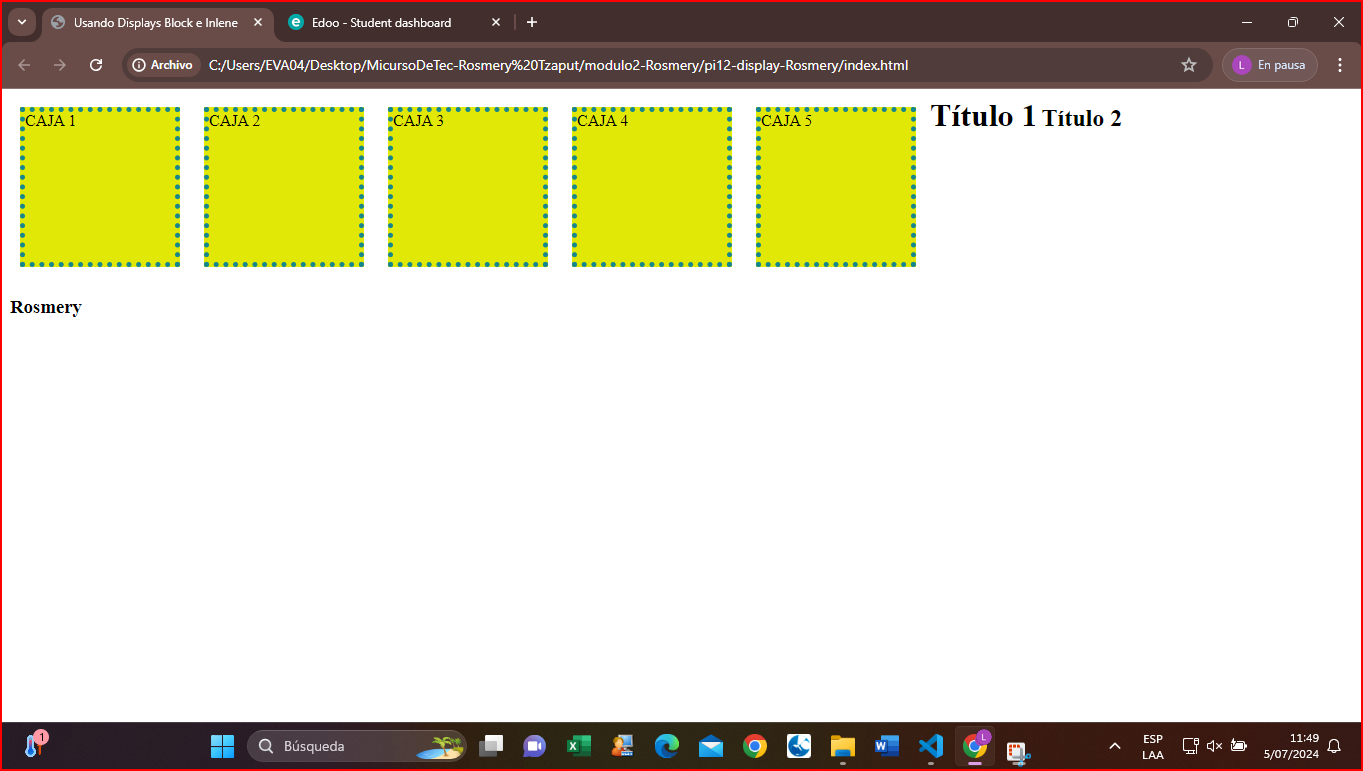 Usando Displays Block e Inlene
Edoo - Student dashboard
Archivo
C:/Users/EVA04/Desktop/MicursoDeTec-Rosmery%20Tzaput/modulo2-Rosmery/pi12-display-Rosmery/index.html
L
En pausa
CAJA 1
CAJA 2
CAJA 3
CAJA 4
CAJA 5
Título 1 Título 2
Rosmery
1
Búsqueda
L
ESP
LAA
11:49
5/07/2024